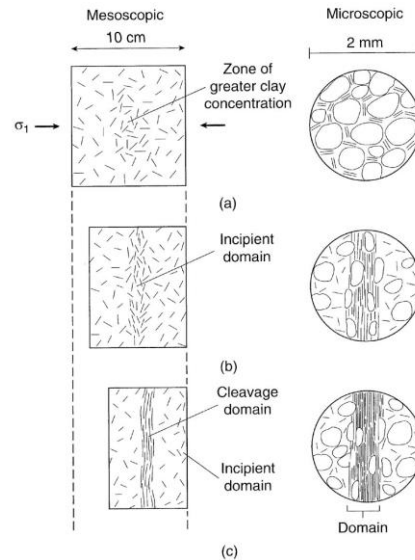 Mesoscopic
Microscopic
10 cm
2 mm
Zone of
greater clay
concentration
σ1
(a)
Incipient
domain
(b)
Cleavage
domain
Incipient
domain
Domain
(c)